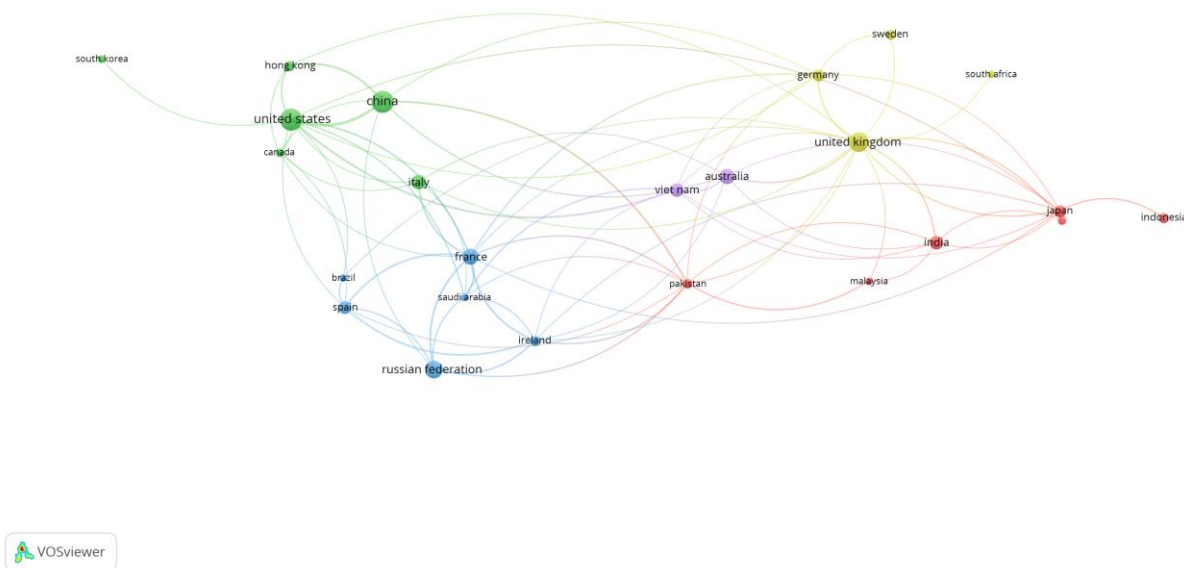 sweden
south korea
hong kong
germany
south africa
china
united states
united kingdom
canada
italy
australia
viet nam
japan
indonesia
india
france
brazil
malaysia
pakistan
saudi arabia
spain
ireland
russian federation
VOSviewer